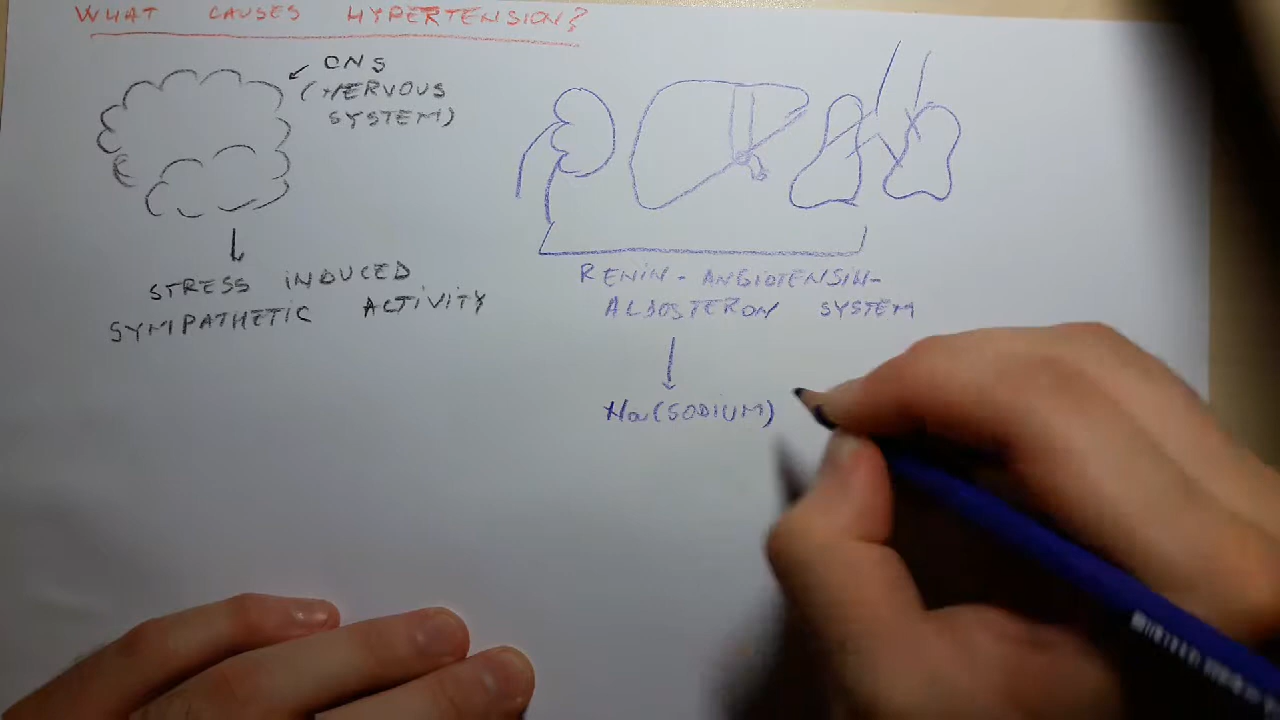 WHAT CAUSES HYPERTENSION?
CNS
(NERVOUS
SYSTEM)
STRESS INDUCED
SYMPATHETIC ACTIVITY
RENIN-ANGIOTENSIN-
ALDOSTERON SYSTEM
Na(SODIUM)